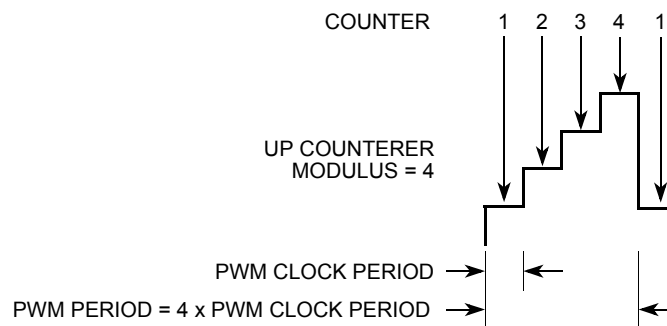 COUNTER 1 2 3 4 1
UP COUNTERER
MODULUS = 4
PWM CLOCK PERIOD
PWM PERIOD = 4 x PWM CLOCK PERIOD